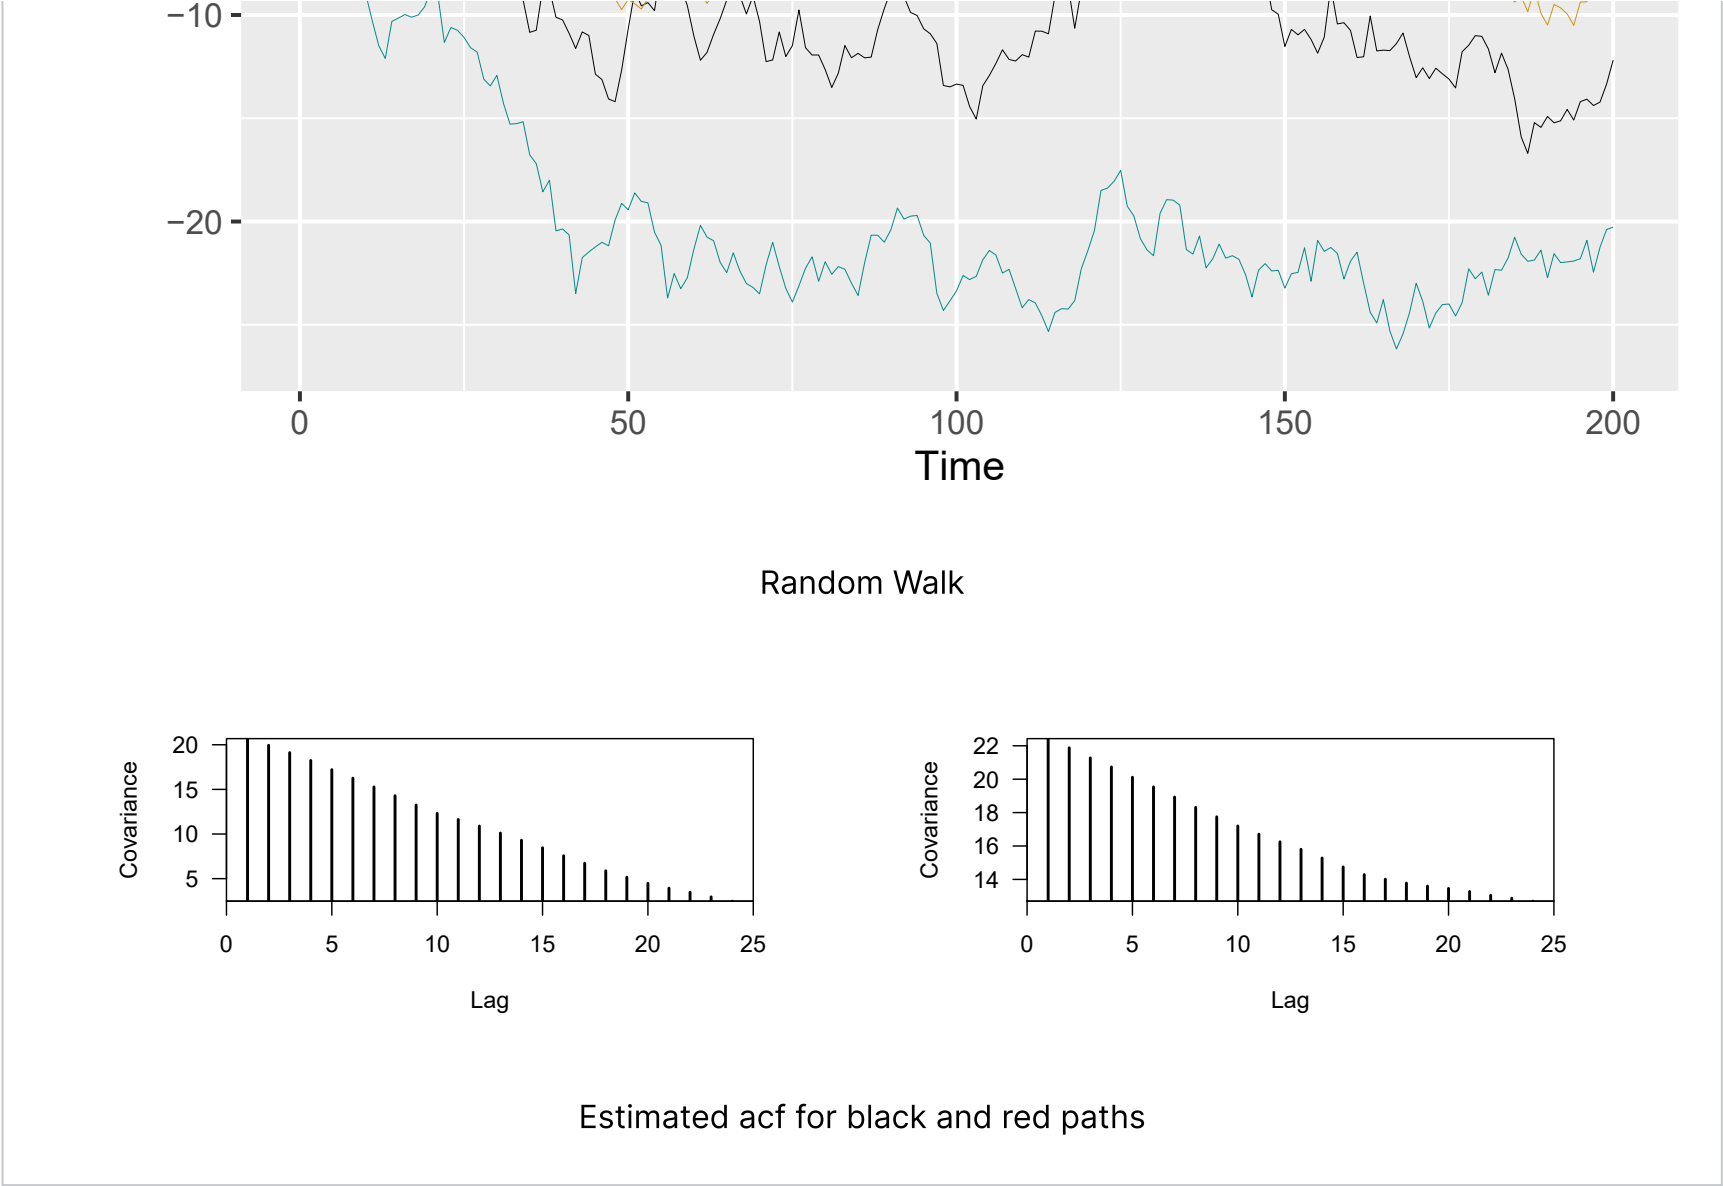 −10
−20
0 50 100 150 200
Time
Random Walk
20
15
10
5
Covariance
0 5 10 15 20 25
Lag
22
20
18
16
14
Covariance
0 5 10 15 20 25
Lag
Estimated acf for black and red paths